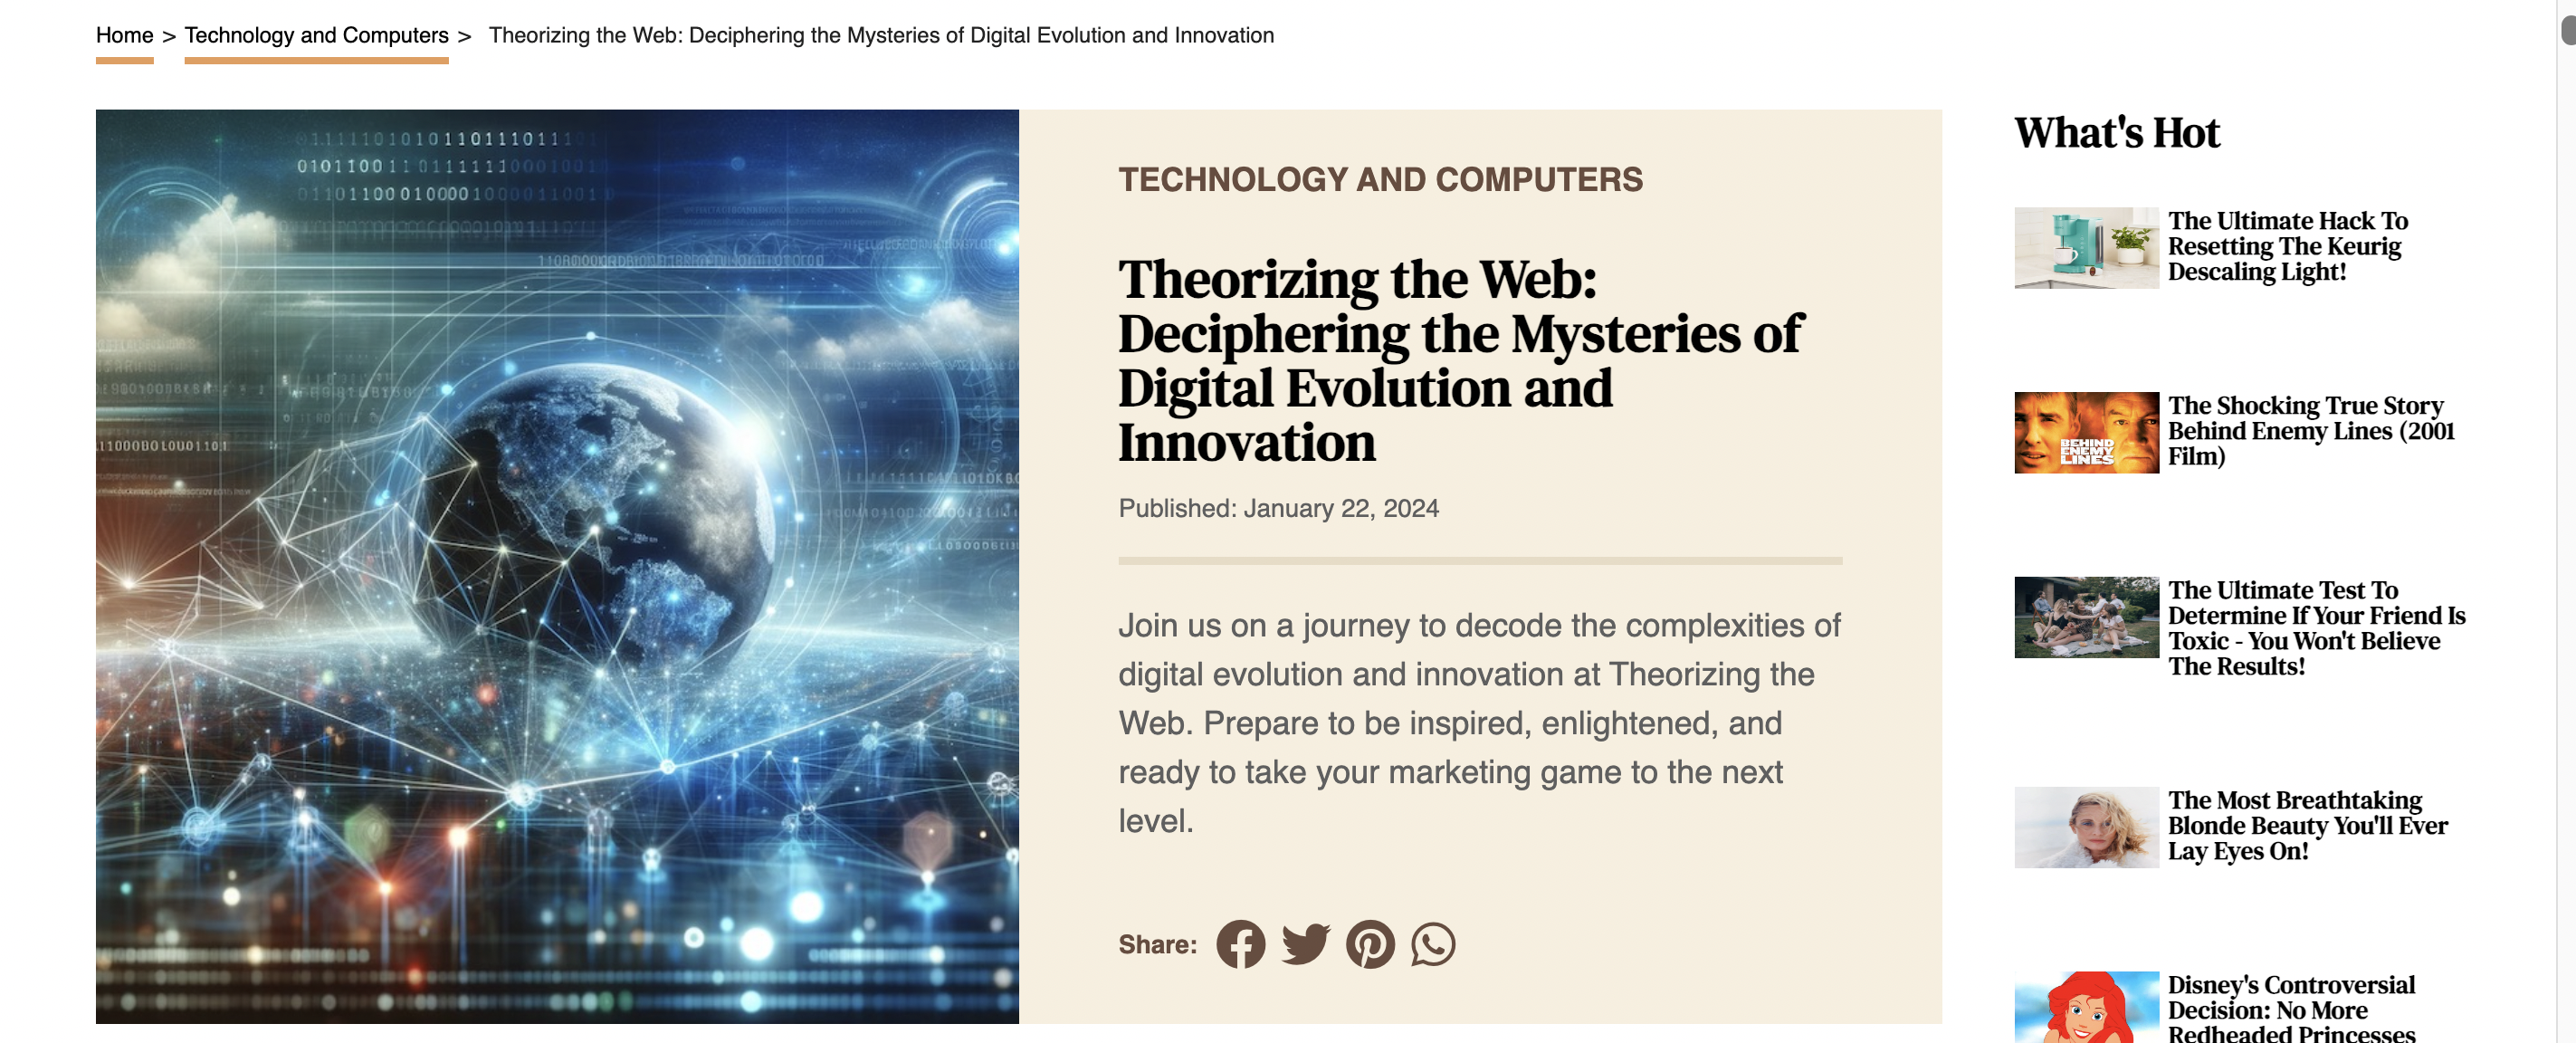 Home > Technology and Computers > Theorizing the Web: Deciphering the Mysteries of Digital Evolution and Innovation
TECHNOLOGY AND COMPUTERS
Theorizing the Web:
Deciphering the Mysteries of
Digital Evolution and
Innovation
Published: January 22, 2024
Join us on a journey to decode the complexities of
digital evolution and innovation at Theorizing the
Web. Prepare to be inspired, enlightened, and
ready to take your marketing game to the next
level.
Share:
What's Hot
The Ultimate Hack To
Resetting The Keurig
Descaling Light!
BEHIND
ENEMY
LINES
The Shocking True Story
Behind Enemy Lines (2001
Film)
The Ultimate Test To
Determine If Your Friend Is
Toxic - You Won't Believe
The Results!
The Most Breathtaking
Blonde Beauty You'll Ever
Lay Eyes On!
Disney's Controversial
Decision: No More
Redheaded Princesses